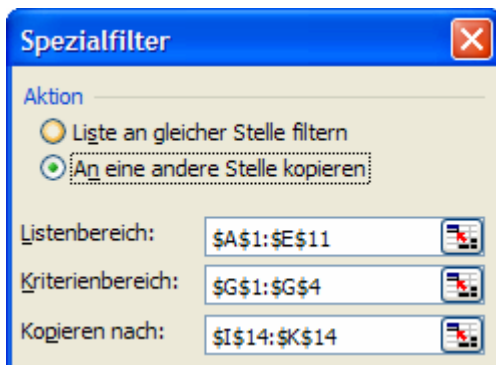 Spezialfilter
Aktion
Liste an gleicher Stelle filtern
An eine andere Stelle kopieren
Listenbereich: $A$1:$E$11
Kriterienbereich: $G$1:$G$4
Kopieren nach: $I$14:$K$14